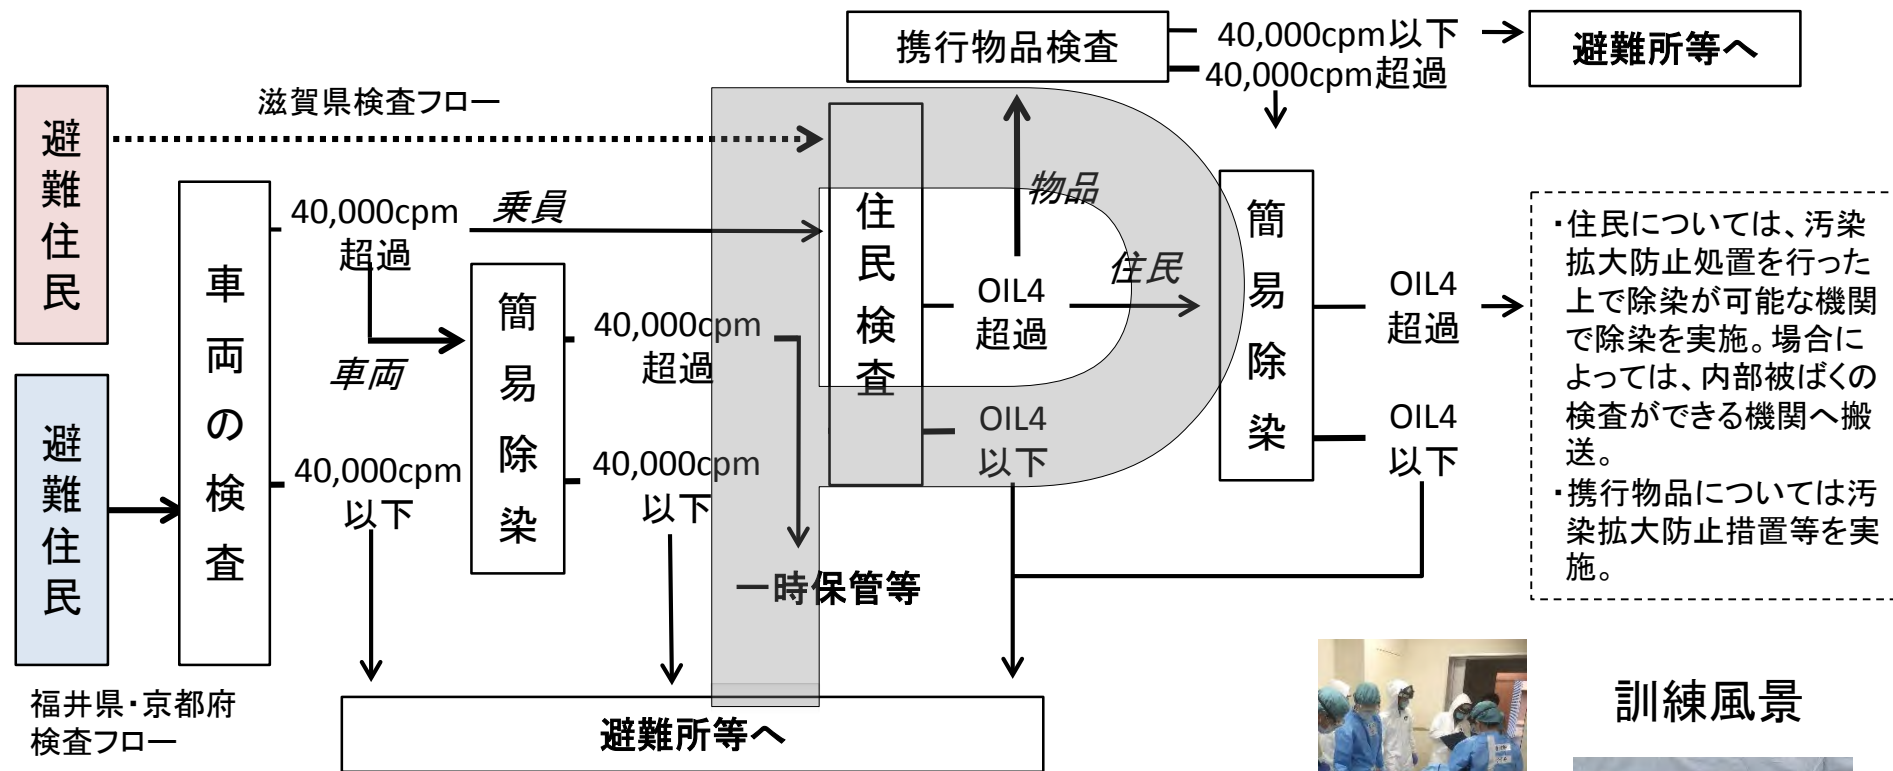 携行物品検査
40,000cpm以下
40,000cpm超過
避難所等へ
滋賀県検査フロー
避難住民
車両の検査
40,000cpm
超過
乗員
車両
40,000cpm
以下
簡易除染
40,000cpm
超過
40,000cpm
以下
一時保管等
住民検査
物品
OIL4
超過
住民
OIL4
以下
簡易除染
OIL4
超過
OIL4
以下
・住民については、汚染
拡大防止処置を行った
上で除染が可能な機関
で除染を実施。場合に
よっては、内部被ばくの
検査ができる機関へ搬
送。
・携行物品については汚
染拡大防止措置等を実
施。
避難住民
福井県・京都府
検査フロー
避難所等へ
訓練風景
P